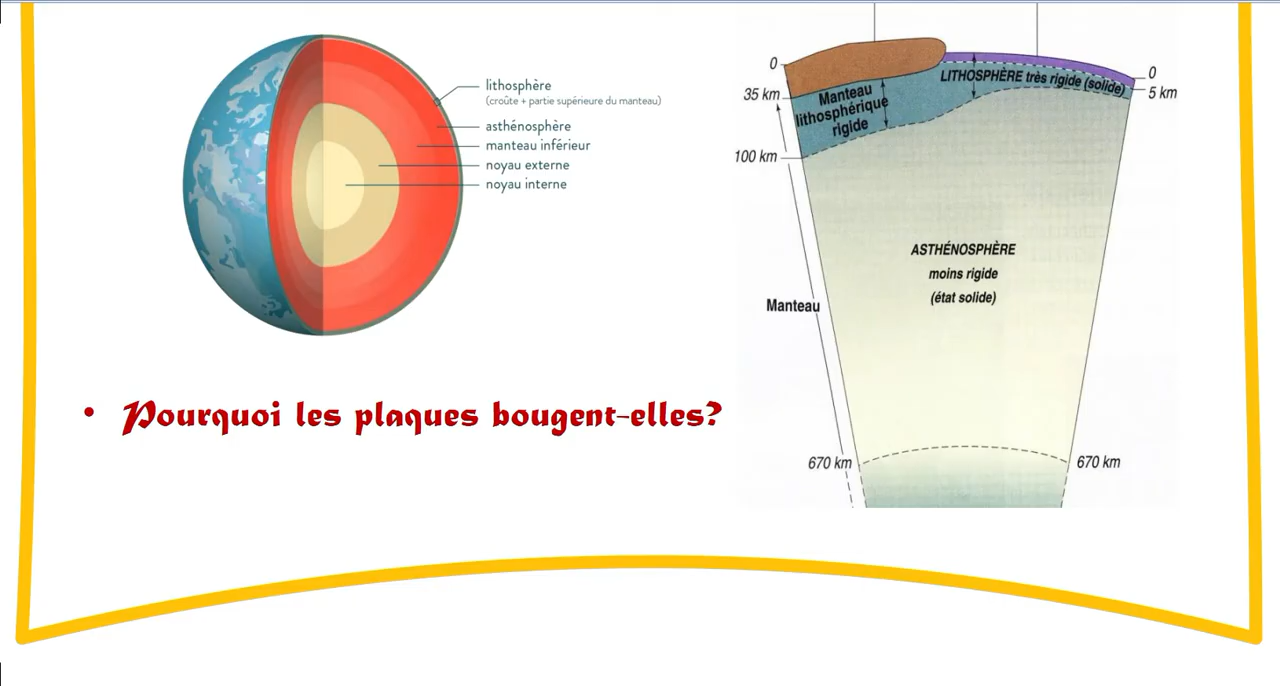 lithosphère
(croûte + partie supérieure du manteau)
asthénosphère
manteau inférieur
noyau externe
noyau interne
• Pourquoi les plaques bougent-elles?
0
35 km
100 km
Manteau
lithosphérique
rigide
LITHOSPHÈRE très rigide (solide)
0
5 km
ASTHÉNOSPHÈRE
moins rigide
(état solide)
Manteau
670 km
670 km